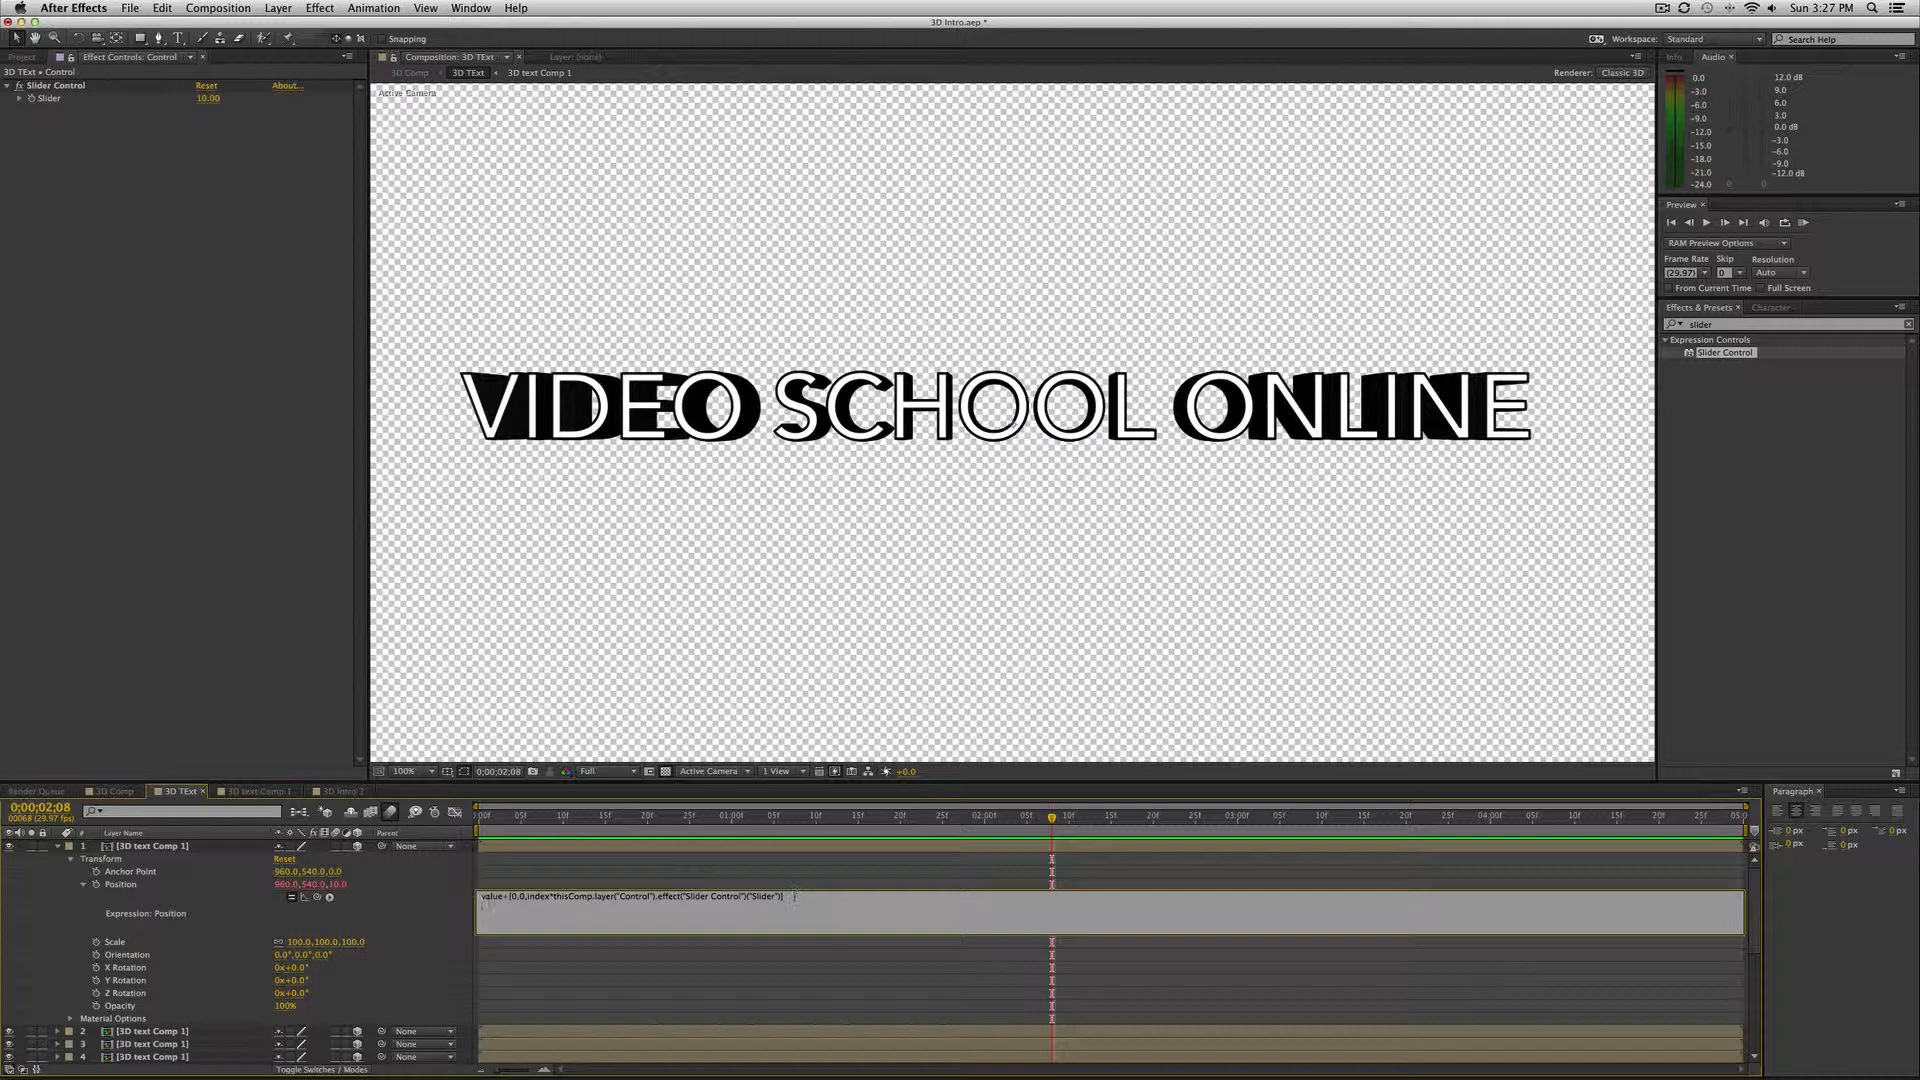 After Effects File Edit Composition Layer Effect Animation View Window Help Sun 3:27 PM
3D Intro.aep *
Snapping Workspace: Standard Search Help
Project Effect Controls: Control Composition: 3D TExt Layer: (none) Info Audio
3D TExt • Control
3D Comp 3D TExt 3D text Comp 1 Renderer: Classic 3D
fx Slider Control Reset About...
Slider 10.00
Active Camera
0.0 12.0 dB
-3.0 9.0
-6.0 6.0
-9.0 3.0
-12.0 0.0 dB
-15.0 -3.0
-18.0 -6.0
-21.0 -9.0
-24.0 -12.0 dB
0 0
Preview
RAM Preview Options
Frame Rate Skip Resolution
(29.97) 0 Auto
From Current Time Full Screen
Effects & Presets Character
slider
Expression Controls
Slider Control
VIDEO SCHOOL ONLINE
100% 0;00;02;08 Full Active Camera 1 View +0.0
Render Queue 3D Comp 3D TExt 3D text Comp 1 3D Intro 2 Paragraph
0;00;02;08
00068 (29.97 fps)
:00f 05f 10f 15f 20f 25f 01:00f 05f 10f 15f 20f 25f 02:00f 05f 10f 15f 20f 25f 03:00f 05f 10f 15f 20f 25f 04:00f 05f 10f 15f 20f 25f 05:0
# Layer Name fx Parent
0 px 0 px 0 px
0 px 0 px
1 [3D text Comp 1] None
Transform Reset
Anchor Point 960.0,540.0,0.0
Position 960.0,540.0,10.0
Expression: Position
value+[0,0,index*thisComp.layer("Control").effect("Slider Control")("Slider")]
Scale 100.0,100.0,100.0
Orientation 0.0°,0.0°,0.0°
X Rotation 0x+0.0°
Y Rotation 0x+0.0°
Z Rotation 0x+0.0°
Opacity 100%
Material Options
2 [3D text Comp 1] None
3 [3D text Comp 1] None
4 [3D text Comp 1] None
Toggle Switches / Modes